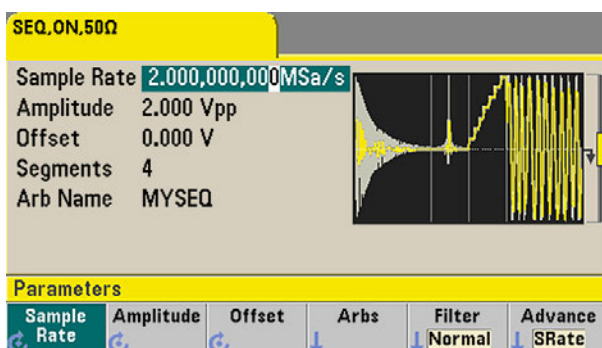 SEQ,ON,50Ω
Sample Rate 2.000,000,000MSa/s
Amplitude 2.000 Vpp
Offset 0.000 V
Segments 4
Arb Name MYSEQ
Parameters
Sample Rate Amplitude Offset Arbs Filter Normal Advance SRate